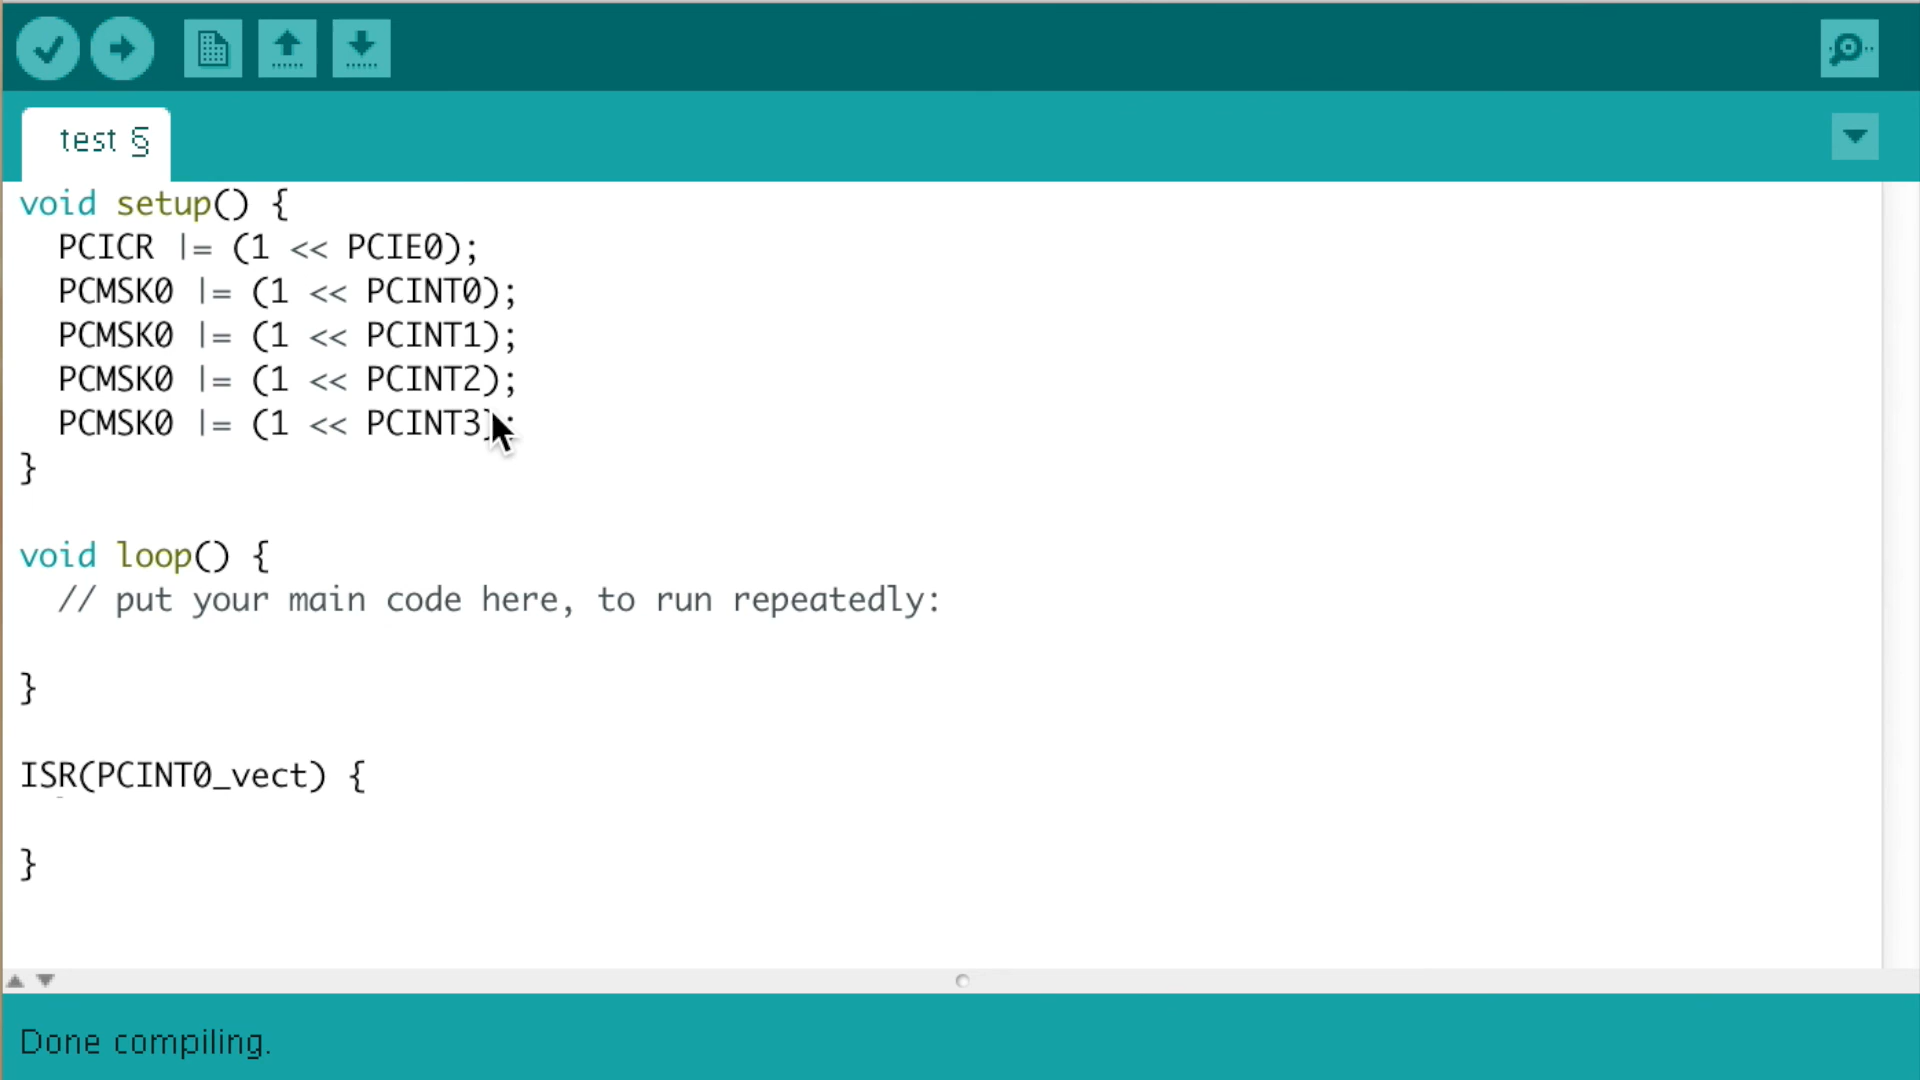 test §
void setup() {
PCICR |= (1 << PCIE0);
PCMSK0 |= (1 << PCINT0);
PCMSK0 |= (1 << PCINT1);
PCMSK0 |= (1 << PCINT2);
PCMSK0 |= (1 << PCINT3);
}
void loop() {
// put your main code here, to run repeatedly:
}
ISR(PCINT0_vect) {
}
Done compiling.